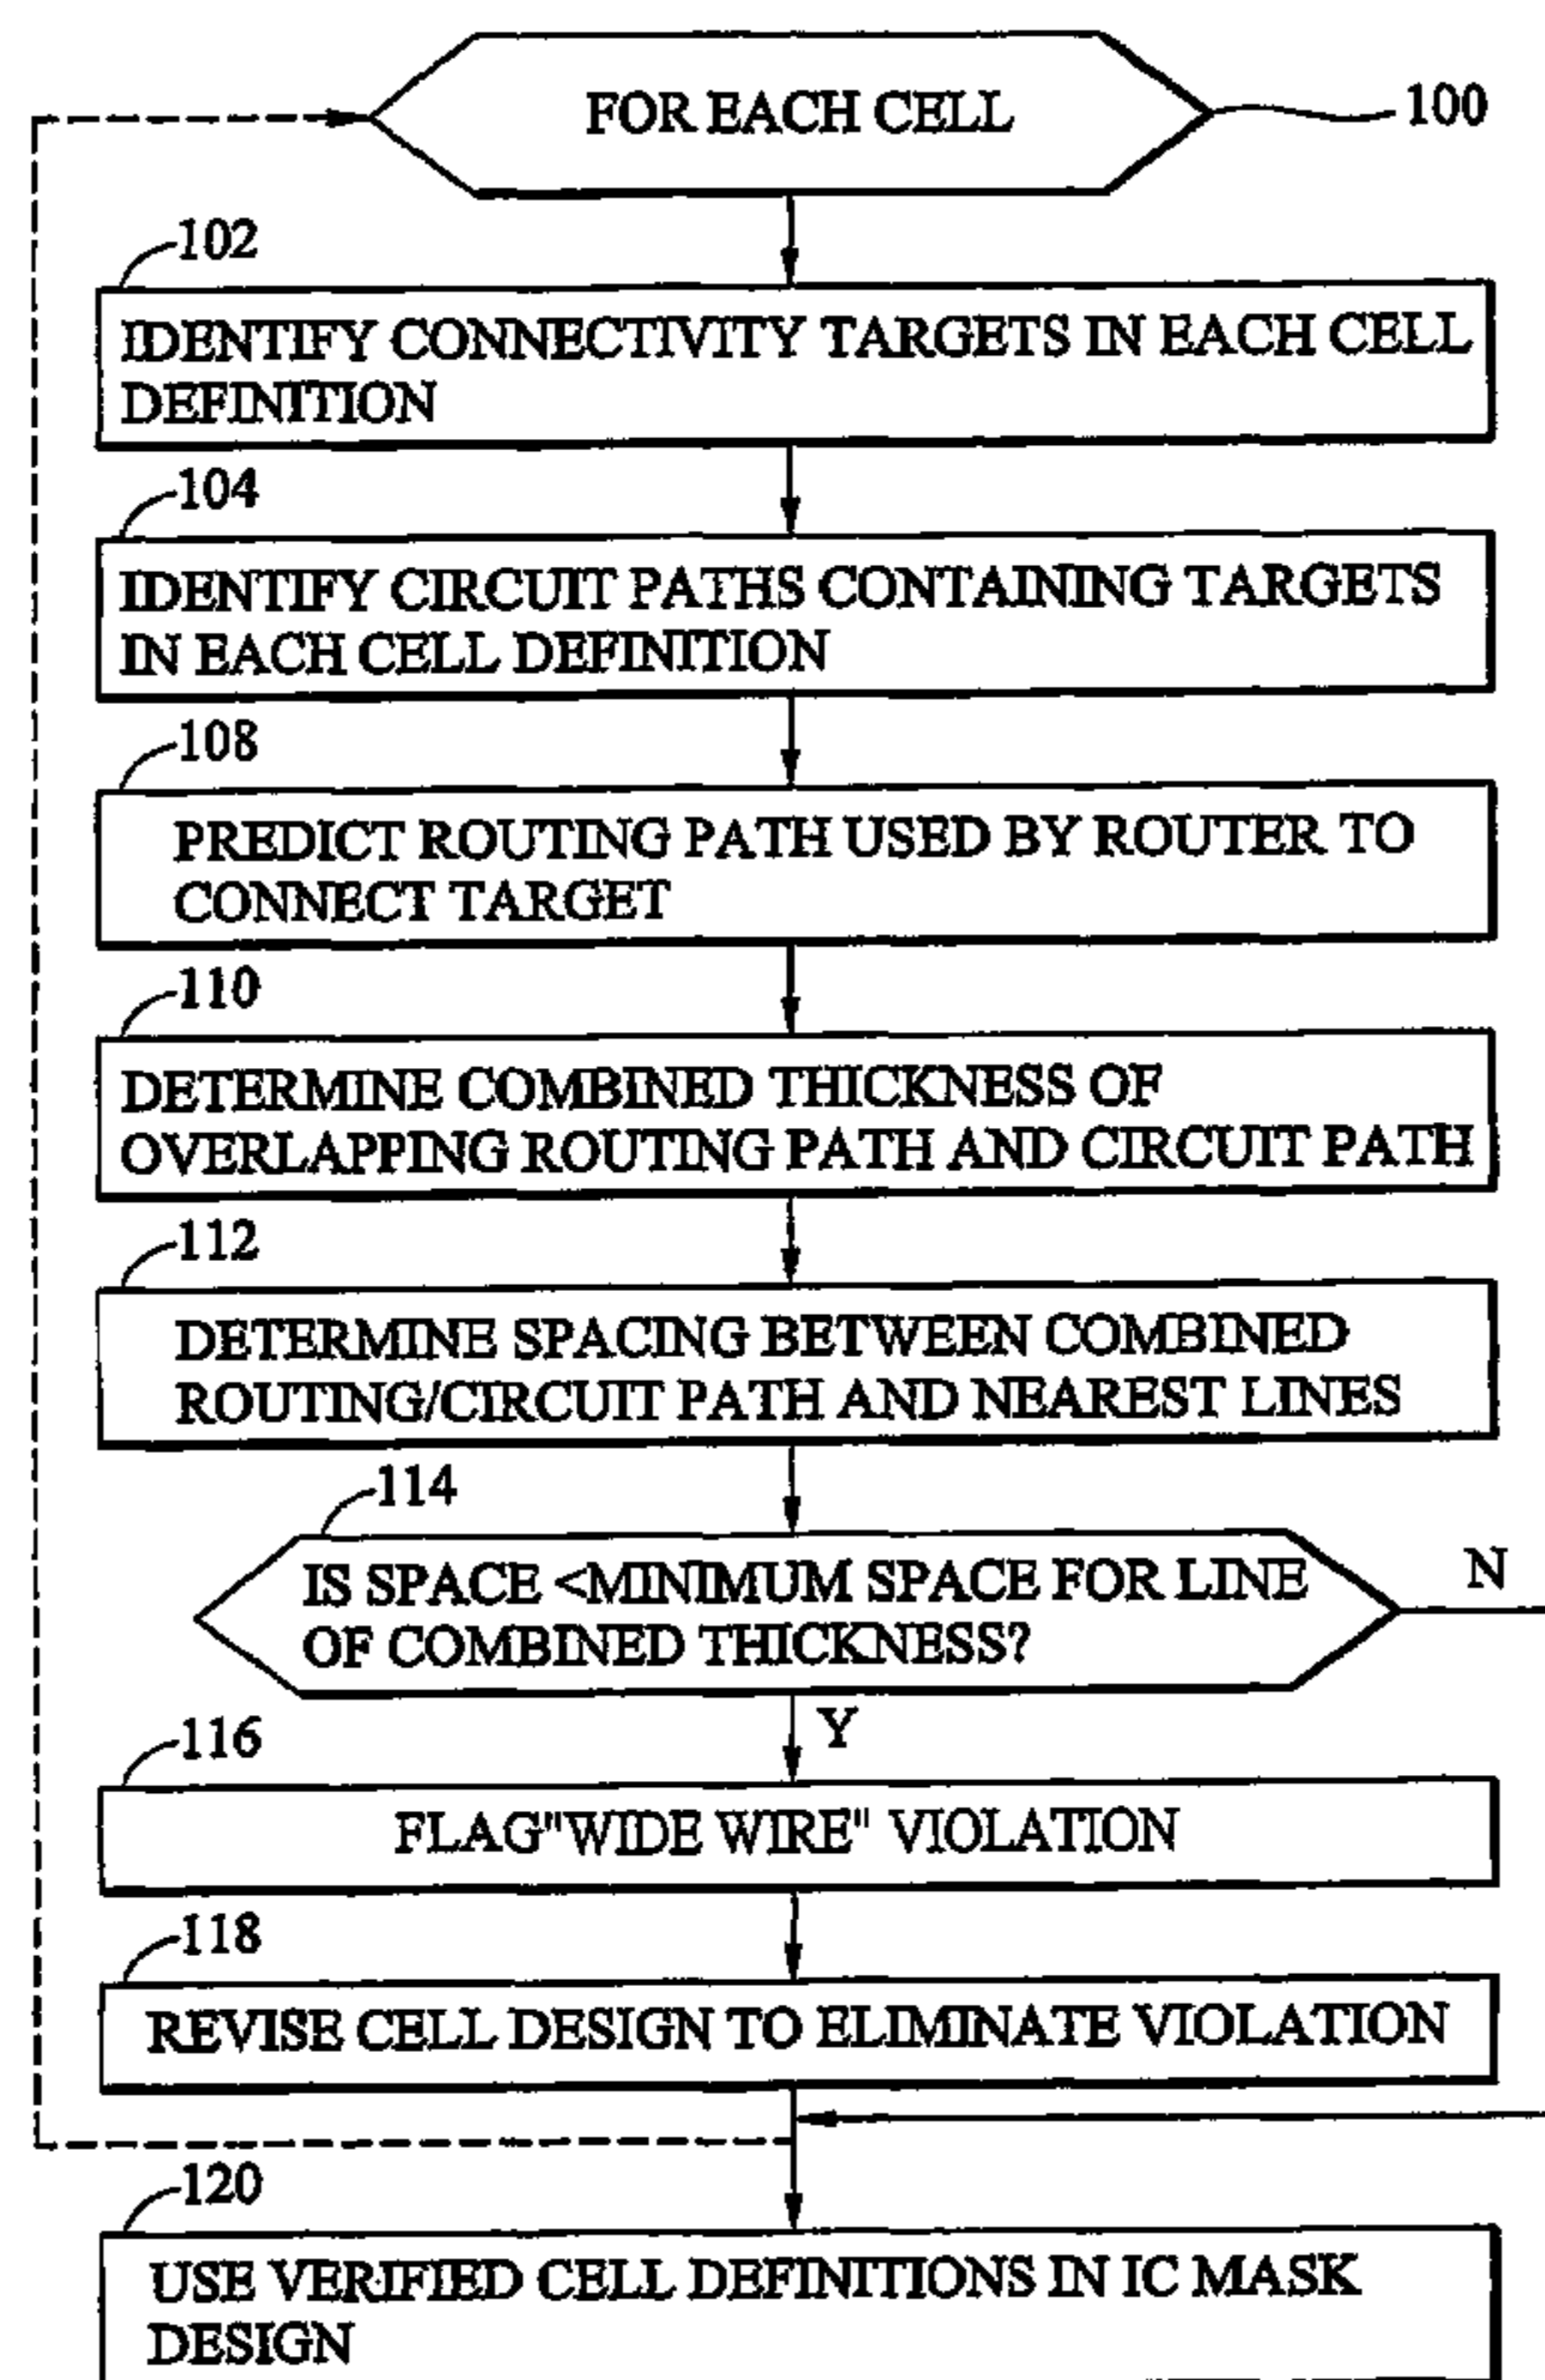 FOR EACH CELL
100
102
IDENTIFY CONNECTIVITY TARGETS IN EACH CELL
DEFINITION
104
IDENTIFY CIRCUIT PATHS CONTAINING TARGETS
IN EACH CELL DEFINITION
108
PREDICT ROUTING PATH USED BY ROUTER TO
CONNECT TARGET
110
DETERMINE COMBINED THICKNESS OF
OVERLAPPING ROUTING PATH AND CIRCUIT PATH
112
DETERMINE SPACING BETWEEN COMBINED
ROUTING/CIRCUIT PATH AND NEAREST LINES
114
IS SPACE <MINIMUM SPACE FOR LINE
OF COMBINED THICKNESS?
N
Y
116
FLAG"WIDE WIRE" VIOLATION
118
REVISE CELL DESIGN TO ELIMINATE VIOLATION
120
USE VERIFIED CELL DEFINITIONS IN IC MASK
DESIGN